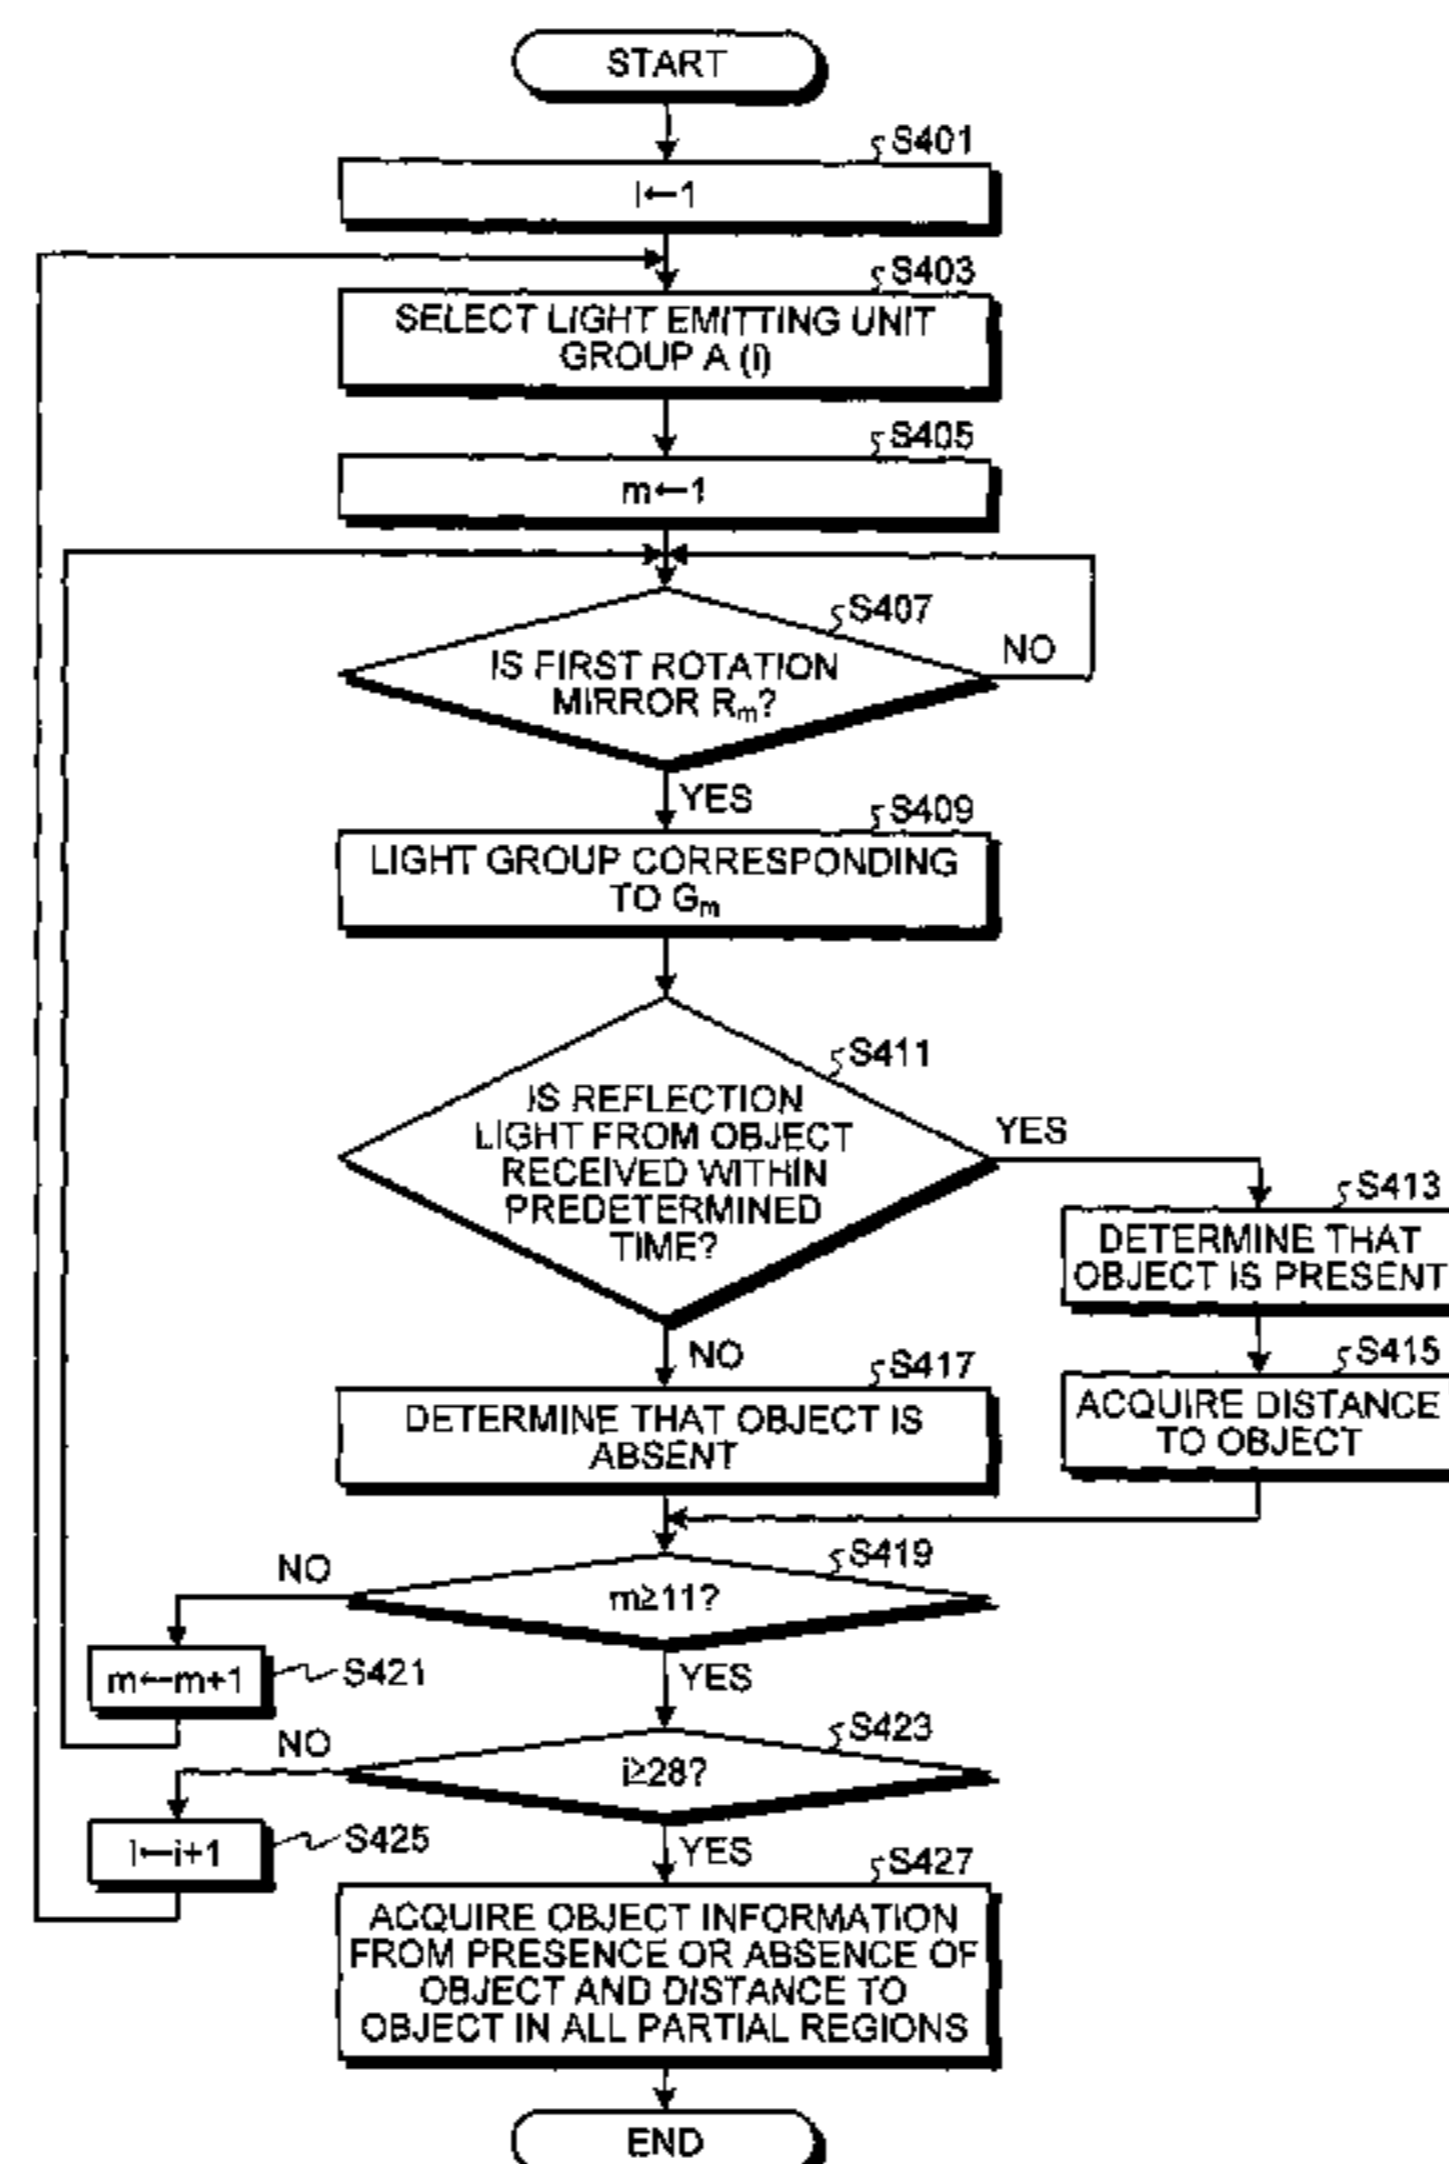 START
S401
i←1
S403
SELECT LIGHT EMITTING UNIT
GROUP A (i)
S405
m←1
S407
IS FIRST ROTATION
MIRROR Rm?
NO
YES
S409
LIGHT GROUP CORRESPONDING
TO Gm
S411
IS REFLECTION
LIGHT FROM OBJECT
RECEIVED WITHIN
PREDETERMINED
TIME?
YES
S413
DETERMINE THAT
OBJECT IS PRESENT
S415
ACQUIRE DISTANCE
TO OBJECT
NO
S417
DETERMINE THAT OBJECT IS
ABSENT
S419
m≥11?
NO
m←m+1
S421
YES
S423
i≥28?
NO
i←i+1
S425
YES
S427
ACQUIRE OBJECT INFORMATION
FROM PRESENCE OR ABSENCE OF
OBJECT AND DISTANCE TO
OBJECT IN ALL PARTIAL REGIONS
END